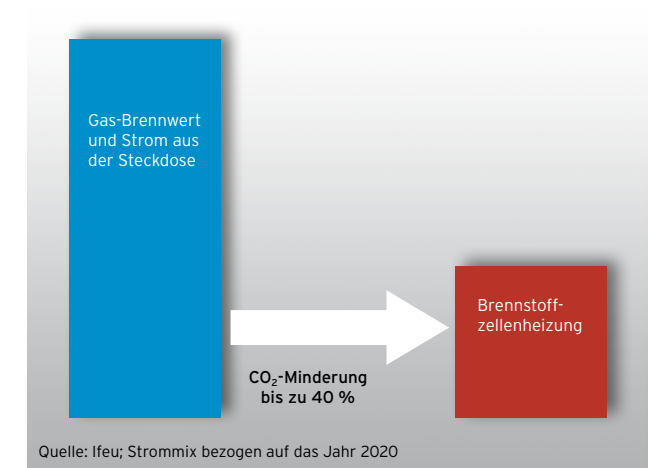 Gas-Brennwert
und Strom aus
der Steckdose
Brennstoff-
zellenheizung
CO₂-Minderung
bis zu 40 %
Quelle: Ifeu; Strommix bezogen auf das Jahr 2020